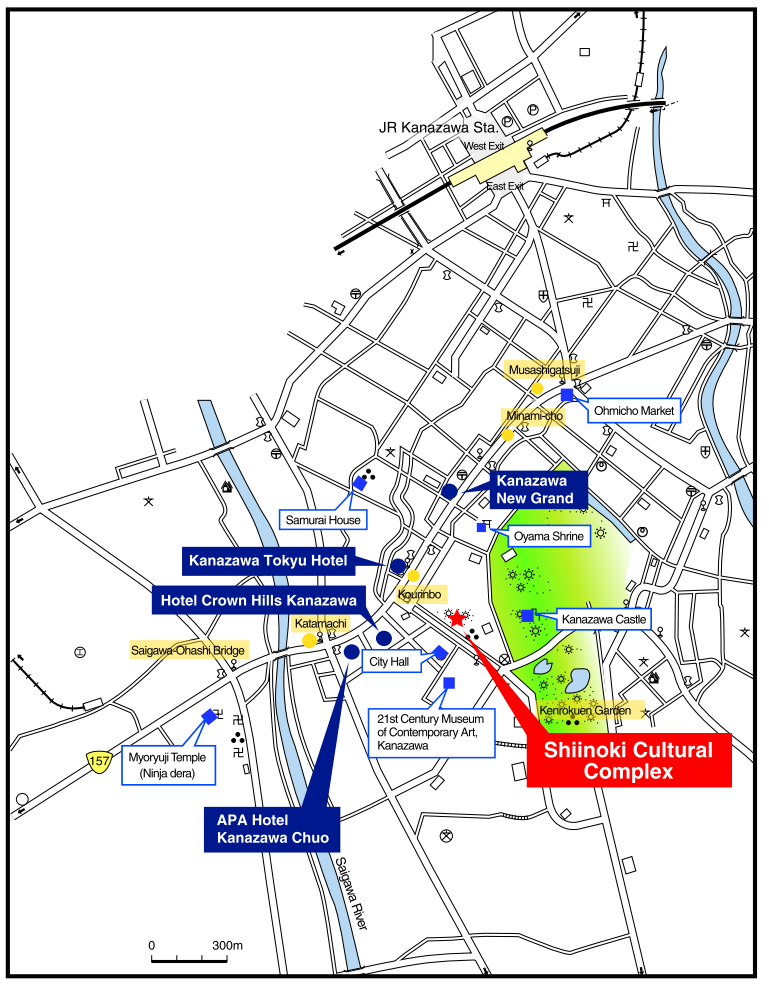 JR Kanazawa Sta.
P
P
West Exit
East Exit
Musashigatsuji
Ohmicho Market
Minami-cho
Kanazawa
New Grand
Samurai House
Oyama Shrine
Kanazawa Tokyu Hotel
Kourinbo
Hotel Crown Hills Kanazawa
Kanazawa Castle
Katamachi
Saigawa-Ohashi Bridge
City Hall
Kenrokuen Garden
21st Century Museum
of Contemporary Art,
Kanazawa
Shiinoki Cultural
Complex
Myoryuji Temple
(Ninja dera)
157
APA Hotel
Kanazawa Chuo
Saigawa River
0 300m